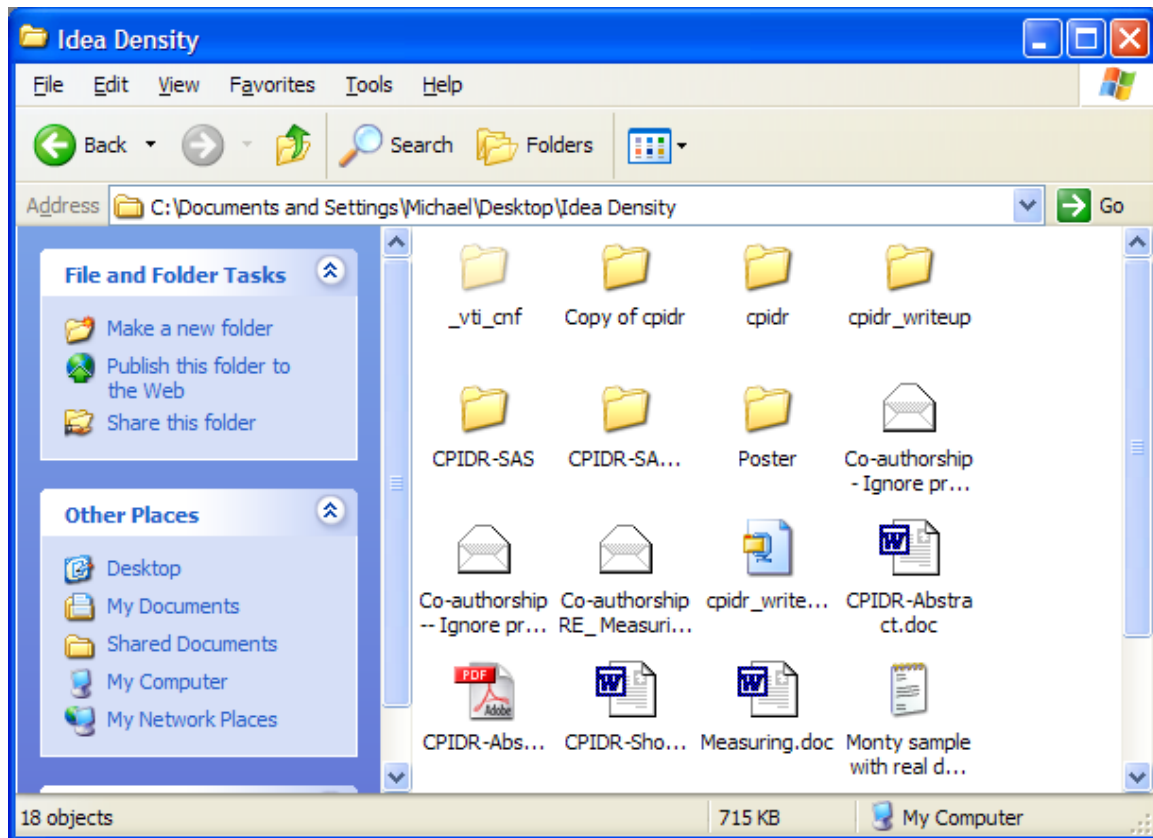 Idea Density
File Edit View Favorites Tools Help
Back Search Folders
Address C:\Documents and Settings\Michael\Desktop\Idea Density Go
File and Folder Tasks
Make a new folder
Publish this folder to
the Web
Share this folder
Other Places
Desktop
My Documents
Shared Documents
My Computer
My Network Places
_vti_cnf Copy of cpidr cpidr cpidr_writeup
CPIDR-SAS CPIDR-SA... Poster Co-authorship
- Ignore pr...
Co-authorship Co-authorship cpidr_write... CPIDR-Abstra
-- Ignore pr... RE_ Measuri... ct.doc
PDF
Adobe
CPIDR-Abs... CPIDR-Sho... Measuring.doc Monty sample
with real d...
18 objects 715 KB My Computer